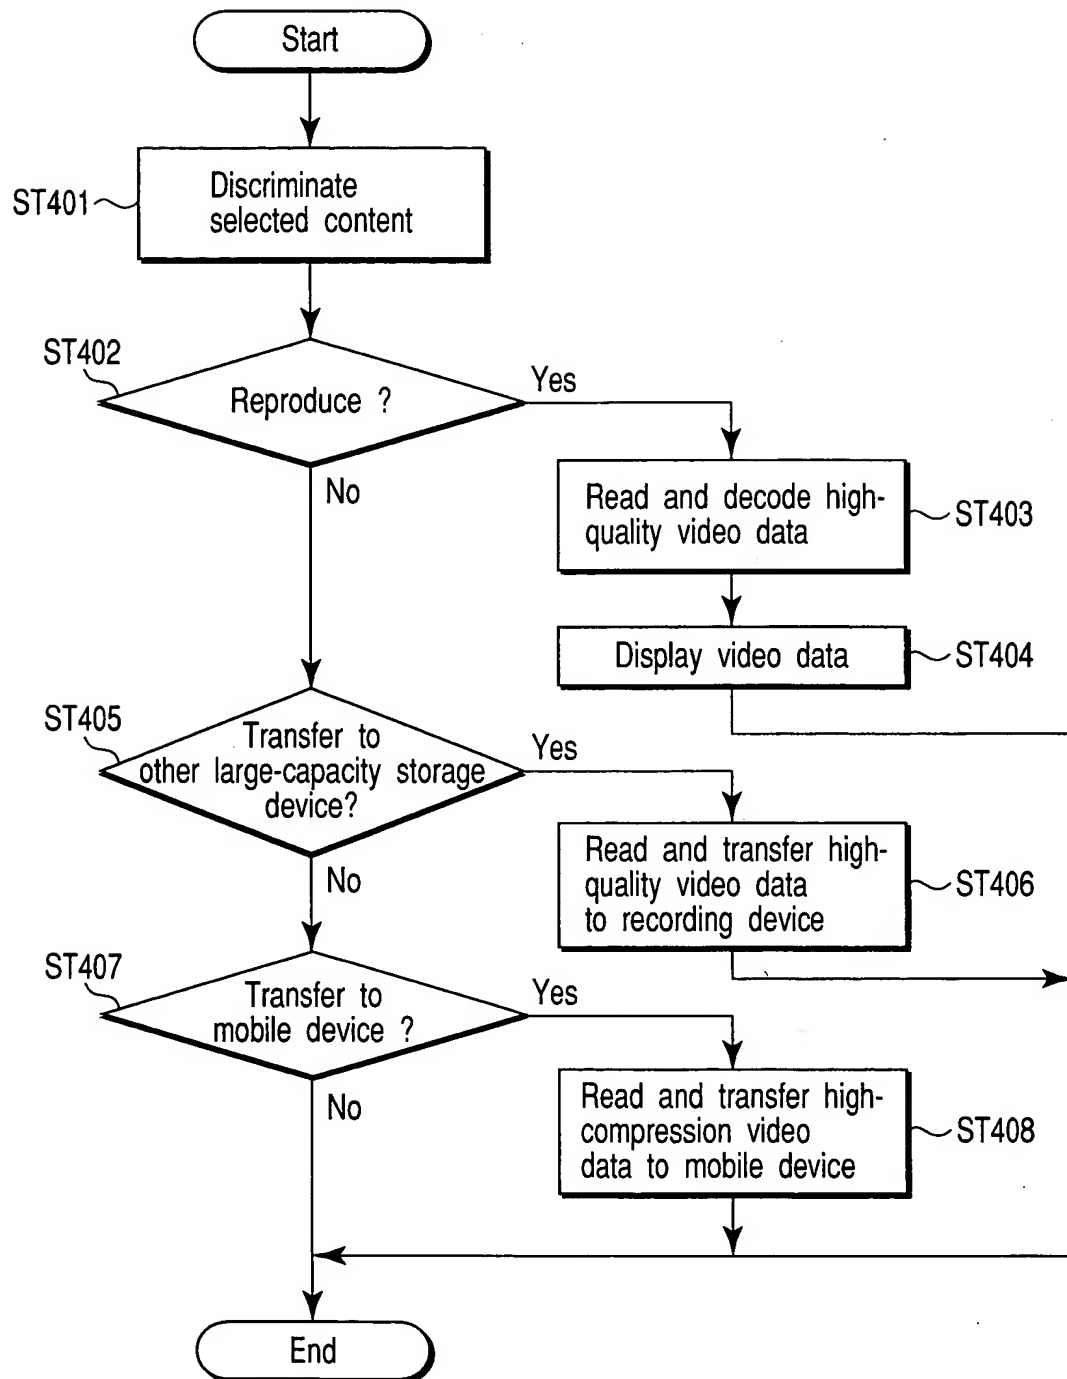 Start
Discriminate
selected content
ST401
ST402
Reproduce ?
Yes
No
Read and decode high-
quality video data
ST403
Display video data
ST404
ST405
Transfer to
other large-capacity storage
device?
Yes
No
Read and transfer high-
quality video data
to recording device
ST406
ST407
Transfer to
mobile device ?
Yes
No
Read and transfer high-
compression video
data to mobile device
ST408
End